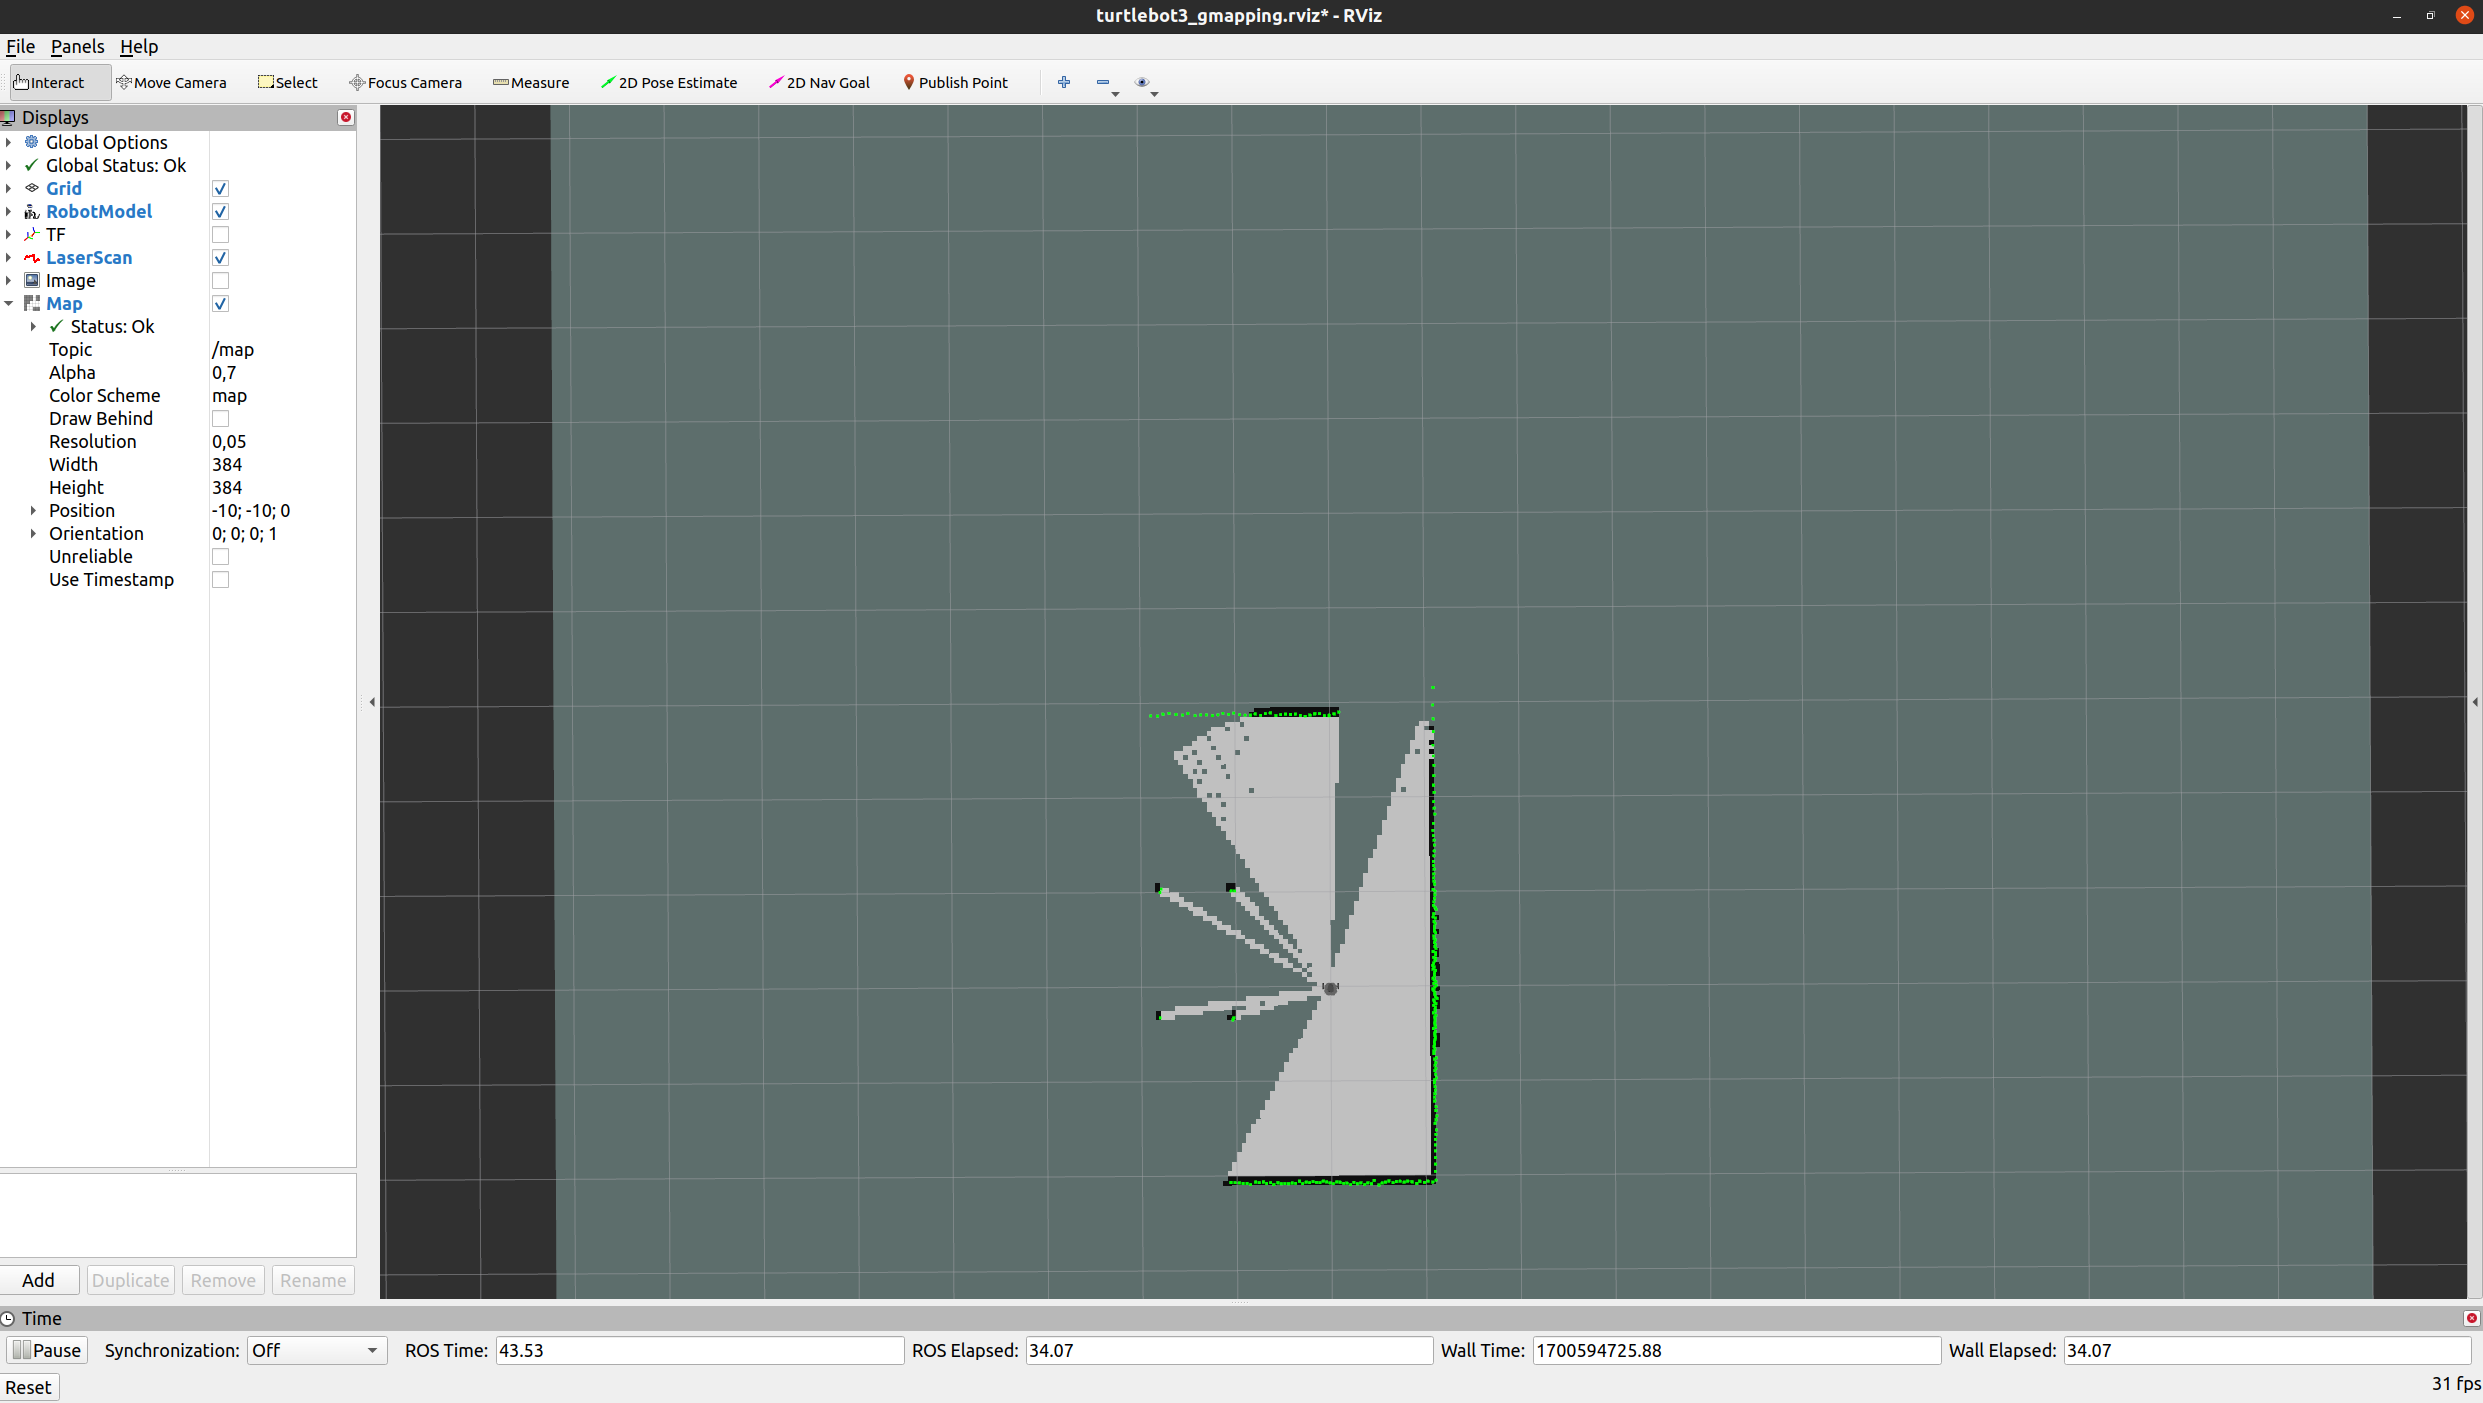 turtlebot3_gmapping.rviz* - RViz
File Panels Help
Interact Move Camera Select Focus Camera Measure 2D Pose Estimate 2D Nav Goal Publish Point
Displays
Global Options
Global Status: Ok
Grid
RobotModel
TF
LaserScan
Image
Map
Status: Ok
Topic /map
Alpha 0,7
Color Scheme map
Draw Behind
Resolution 0,05
Width 384
Height 384
Position -10; -10; 0
Orientation 0; 0; 0; 1
Unreliable
Use Timestamp
Add Duplicate Remove Rename
Time
Pause Synchronization: Off ROS Time: 43.53 ROS Elapsed: 34.07 Wall Time: 1700594725.88 Wall Elapsed: 34.07
Reset 31 fps